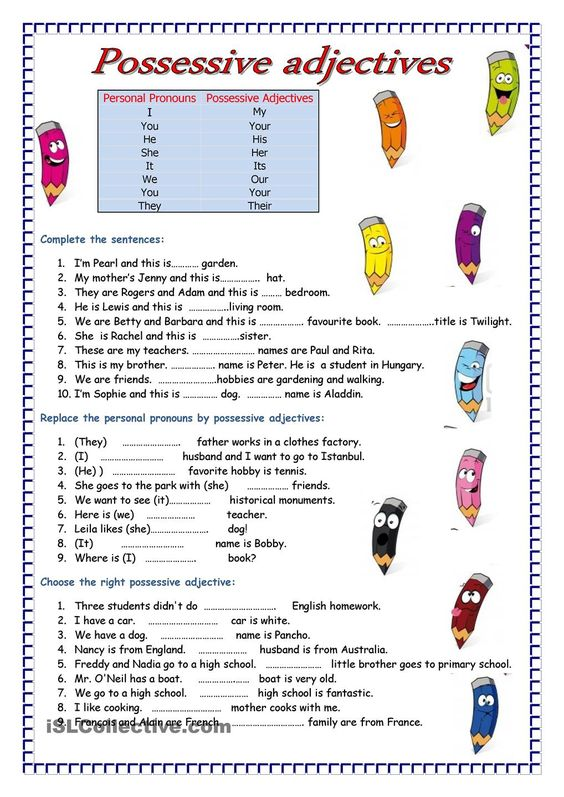 Possessive adjectives
Personal Pronouns Possessive Adjectives
I My
You Your
He His
She Her
It Its
We Our
You Your
They Their
Complete the sentences:
1. I'm Pearl and this is………… garden.
2. My mother's Jenny and this is…………….. hat.
3. They are Rogers and Adam and this is ……… bedroom.
4. He is Lewis and this is ……………..living room.
5. We are Betty and Barbara and this is ………………. favourite book. ………………..title is Twilight.
6. She is Rachel and this is …………….sister.
7. These are my teachers. ……………………… names are Paul and Rita.
8. This is my brother. ………………. name is Peter. He is a student in Hungary.
9. We are friends. …………………….hobbies are gardening and walking.
10. I'm Sophie and this is …………… dog. …………… name is Aladdin.
Replace the personal pronouns by possessive adjectives:
1. (They) ……………………. father works in a clothes factory.
2. (I) ……………………… husband and I want to go to Istanbul.
3. (He) ) ……………………… favorite hobby is tennis.
4. She goes to the park with (she) ……………… friends.
5. We want to see (it)……………… historical monuments.
6. Here is (we) ………………… teacher.
7. Leila likes (she)……………………. dog!
8. (It) ……………………… name is Bobby.
9. Where is (I) …………………. book?
Choose the right possessive adjective:
1. Three students didn't do …………………………. English homework.
2. I have a car. ………………………… car is white.
3. We have a dog. ……………………… name is Pancho.
4. Nancy is from England. …………………… husband is from Australia.
5. Freddy and Nadia go to a high school. …………………… little brother goes to primary school.
6. Mr. O'Neil has a boat. …………….…… boat is very old.
7. We go to a high school. ………………… high school is fantastic.
8. I like cooking. ………………… mother cooks with me.
9. François and Alain are French. …………………………. family are from France.
iSLCollective.com